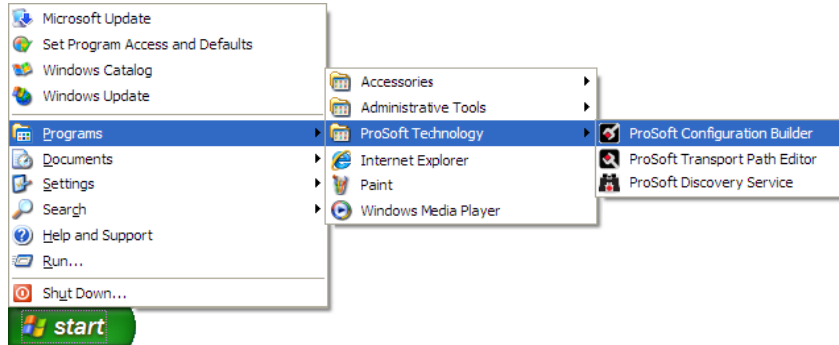 Microsoft Update
Set Program Access and Defaults
Windows Catalog
Windows Update
Programs
Documents
Settings
Search
Help and Support
Run...
Shut Down...
start
Accessories
Administrative Tools
ProSoft Technology
Internet Explorer
Paint
Windows Media Player
ProSoft Configuration Builder
ProSoft Transport Path Editor
ProSoft Discovery Service